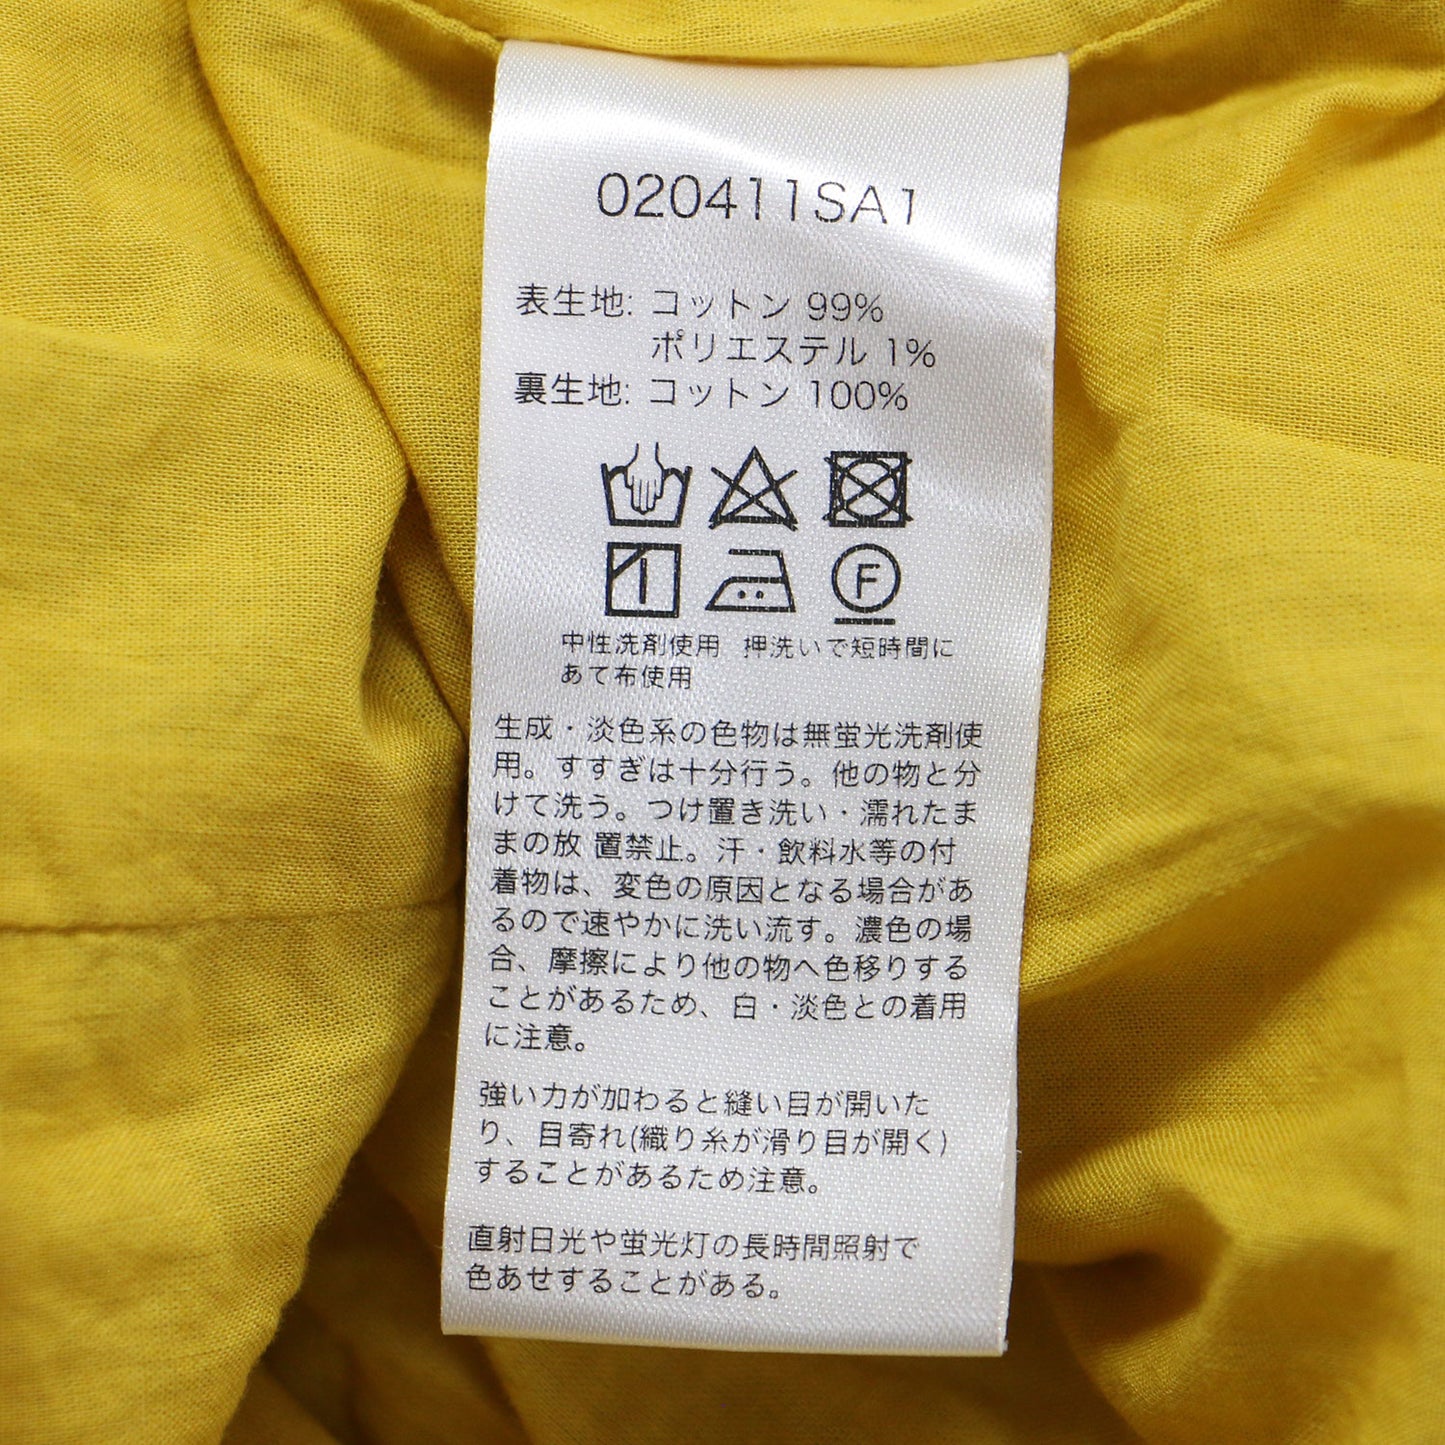 020411SA1
表生地: コットン 99%
ポリエステル 1%
裏生地: コットン 100%
F
中性洗剤使用 押洗いで短時間に
あて布使用
生成・淡色系の色物は無蛍光洗剤使
用。すすぎは十分行う。他の物と分
けて洗う。つけ置き洗い・濡れたま
まの放 置禁止。汗・飲料水等の付
着物は、変色の原因となる場合があ
るので速やかに洗い流す。濃色の場
合、摩擦により他の物へ色移りする
ことがあるため、白・淡色との着用
に注意。
強い力が加わると縫い目が開いた
り、目寄れ(織り糸が滑り目が開く)
することがあるため注意。
直射日光や蛍光灯の長時間照射で
色あせすることがある。